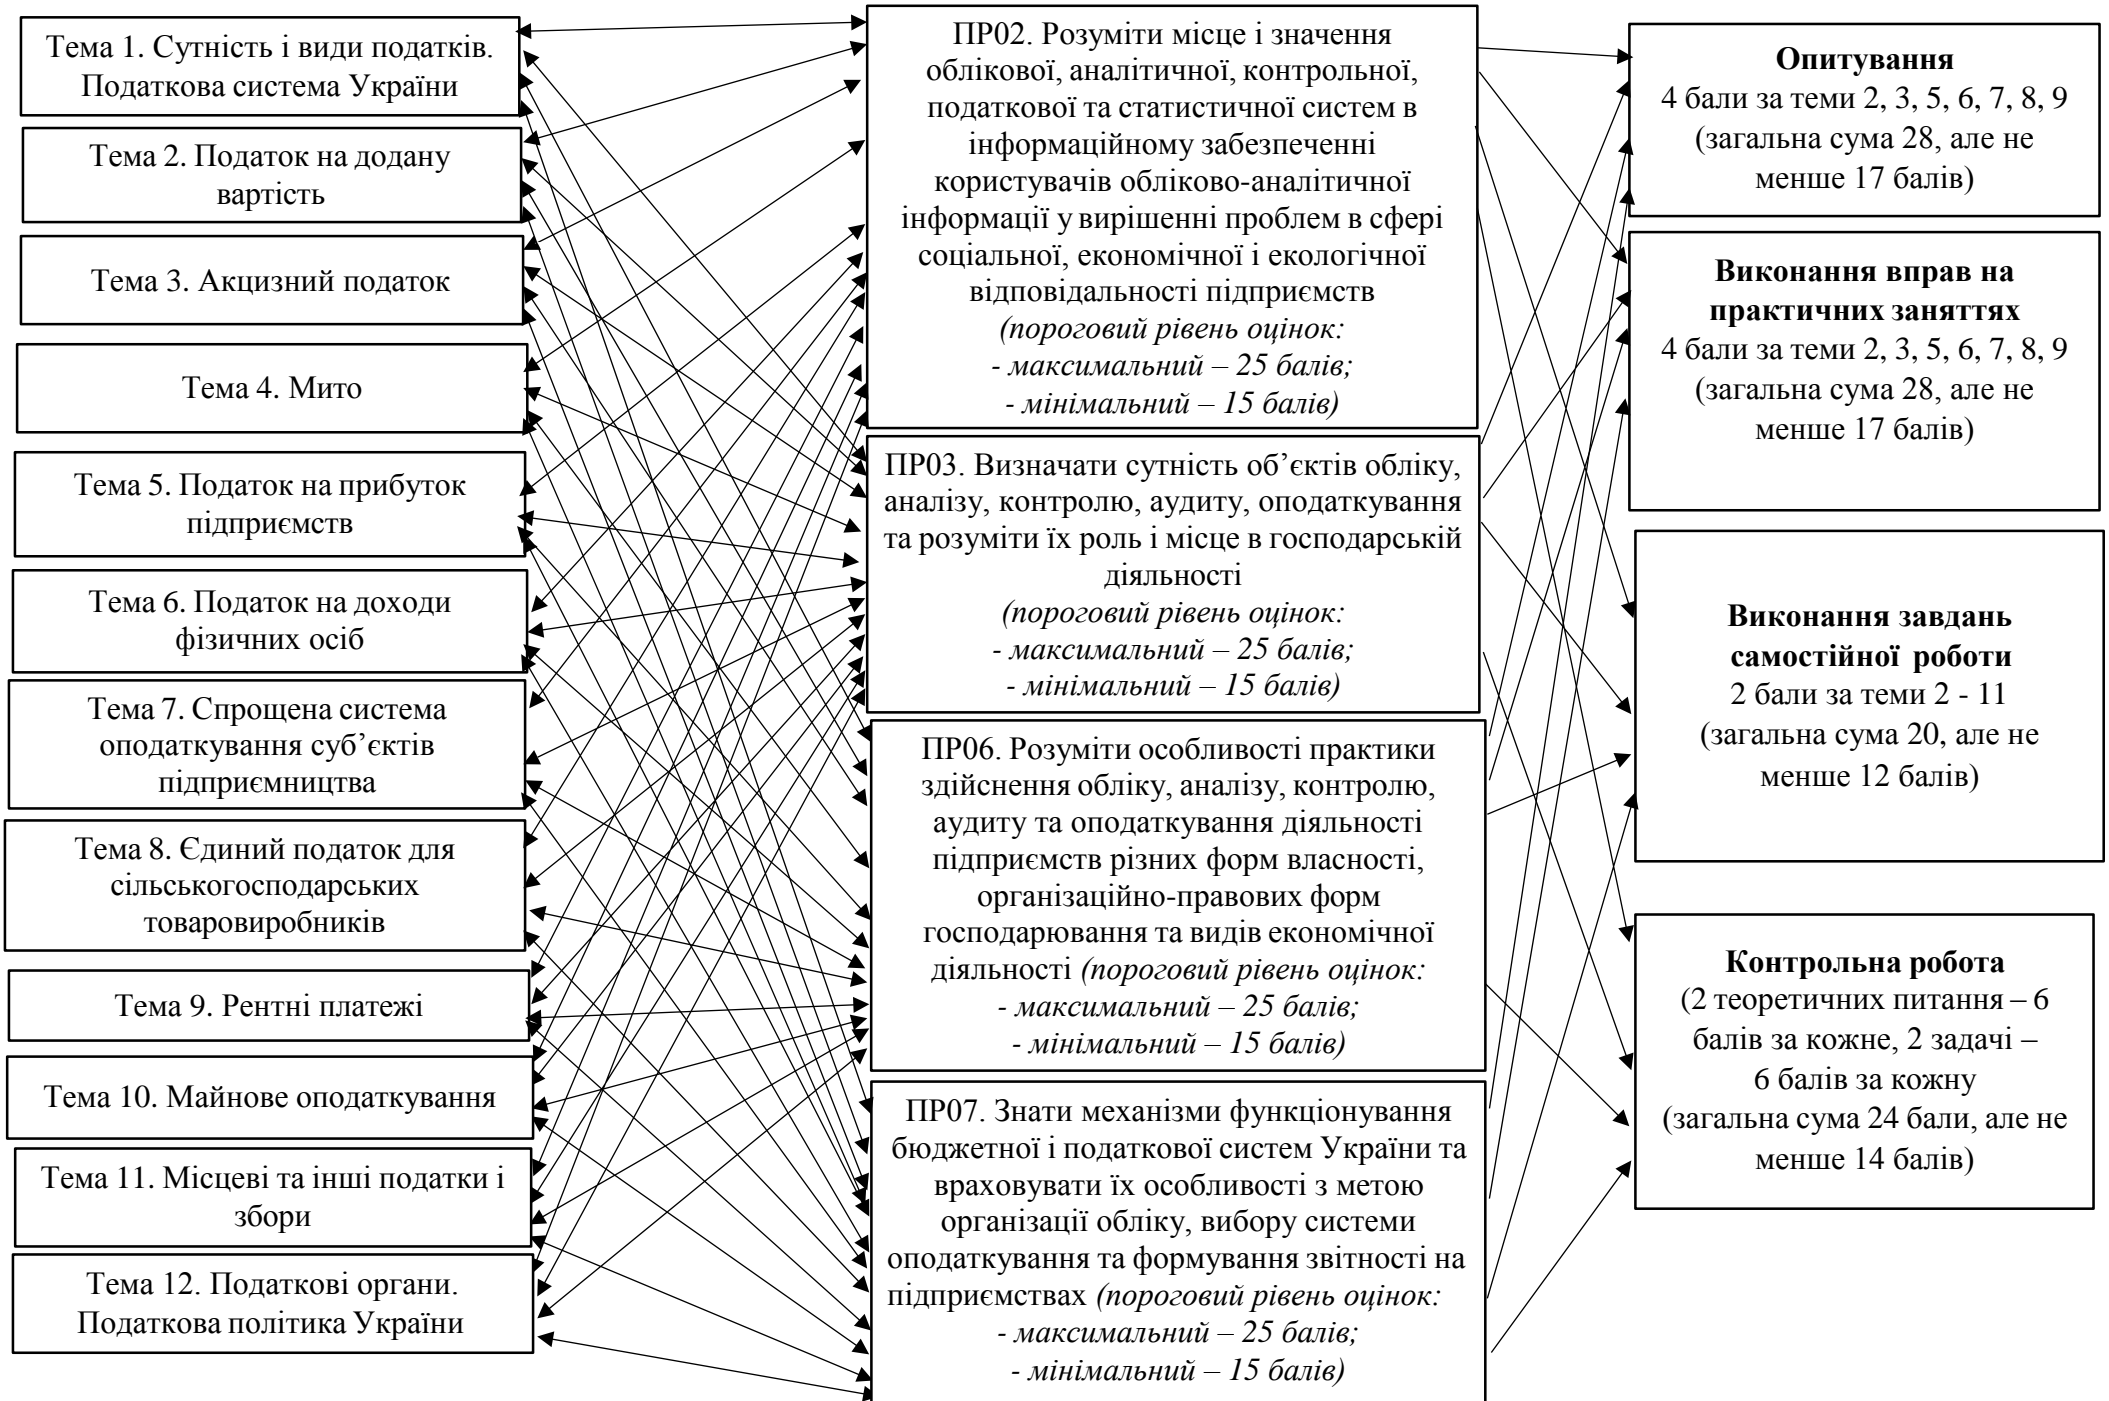 Тема 1. Сутність і види податків.
Податкова система України
Тема 2. Податок на додану
вартість
Тема 3. Акцизний податок
Тема 4. Мито
Тема 5. Податок на прибуток
підприємств
Тема 6. Податок на доходи
фізичних осіб
Тема 7. Спрощена система
оподаткування суб’єктів
підприємництва
Тема 8. Єдиний податок для
сільськогосподарських
товаровиробників
Тема 9. Рентні платежі
Тема 10. Майнове оподаткування
Тема 11. Місцеві та інші податки і
збори
Тема 12. Податкові органи.
Податкова політика України
ПР02. Розуміти місце і значення
облікової, аналітичної, контрольної,
податкової та статистичної систем в
інформаційному забезпеченні
користувачів обліково-аналітичної
інформації у вирішенні проблем в сфері
соціальної, економічної і екологічної
відповідальності підприємств
(пороговий рівень оцінок:
- максимальний – 25 балів;
- мінімальний – 15 балів)
ПР03. Визначати сутність об’єктів обліку,
аналізу, контролю, аудиту, оподаткування
та розуміти їх роль і місце в господарській
діяльності
(пороговий рівень оцінок:
- максимальний – 25 балів;
- мінімальний – 15 балів)
ПР06. Розуміти особливості практики
здійснення обліку, аналізу, контролю,
аудиту та оподаткування діяльності
підприємств різних форм власності,
організаційно-правових форм
господарювання та видів економічної
діяльності (пороговий рівень оцінок:
- максимальний – 25 балів;
- мінімальний – 15 балів)
ПР07. Знати механізми функціонування
бюджетної і податкової систем України та
враховувати їх особливості з метою
організації обліку, вибору системи
оподаткування та формування звітності на
підприємствах (пороговий рівень оцінок:
- максимальний – 25 балів;
- мінімальний – 15 балів)
Опитування
4 бали за теми 2, 3, 5, 6, 7, 8, 9
(загальна сума 28, але не
менше 17 балів)
Виконання вправ на
практичних заняттях
4 бали за теми 2, 3, 5, 6, 7, 8, 9
(загальна сума 28, але не
менше 17 балів)
Виконання завдань
самостійної роботи
2 бали за теми 2 - 11
(загальна сума 20, але не
менше 12 балів)
Контрольна робота
(2 теоретичних питання – 6
балів за кожне, 2 задачі –
6 балів за кожну
(загальна сума 24 бали, але не
менше 14 балів)